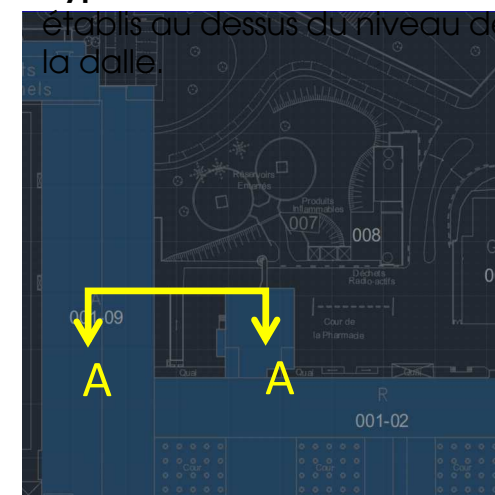 établis au dessus du niveau de
la dalle.
Réservoirs
Enterrés
Produits
Inflammables
007
008
Déchets
Radio-actifs
001-09
Cour de
la Pharmacie
A
A
Quai
Quai
Quai
R
001-02
Cour
Cour
Cour